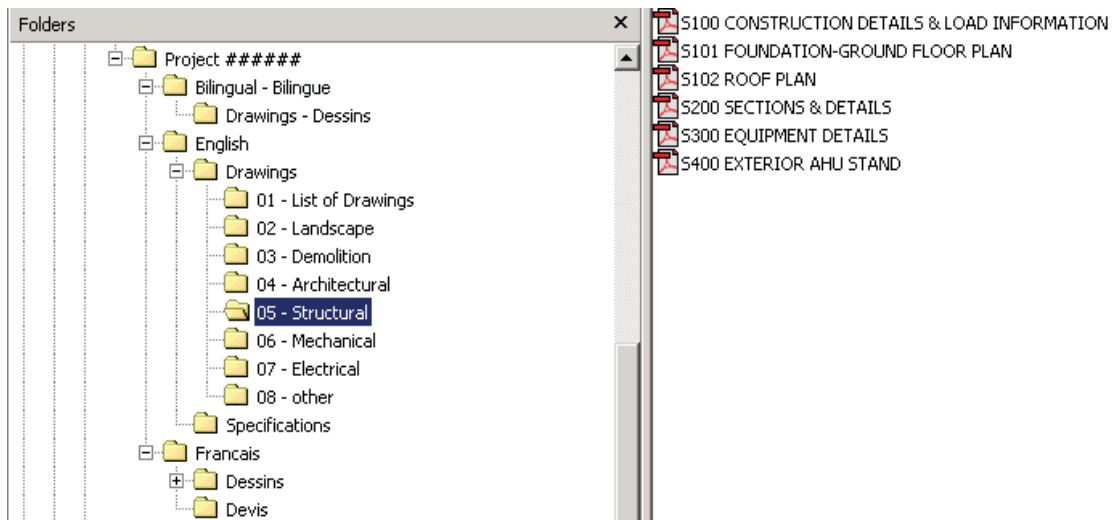 Folders
Project ######
Bilingual - Bilingue
Drawings - Dessins
English
Drawings
01 - List of Drawings
02 - Landscape
03 - Demolition
04 - Architectural
05 - Structural
06 - Mechanical
07 - Electrical
08 - other
Specifications
Francais
Dessins
Devis
S100 CONSTRUCTION DETAILS & LOAD INFORMATION
S101 FOUNDATION-GROUND FLOOR PLAN
S102 ROOF PLAN
S200 SECTIONS & DETAILS
S300 EQUIPMENT DETAILS
S400 EXTERIOR AHU STAND